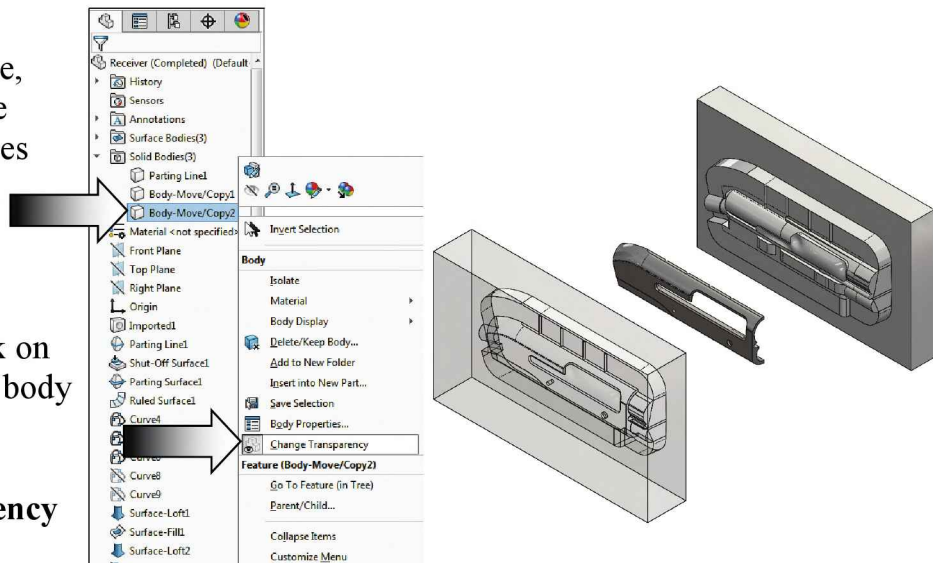 e,
e
es
k on
body
ency
Receiver (Completed) (Default
History
Sensors
Annotations
Surface Bodies(3)
Solid Bodies(3)
Parting Line1
Body-Move/Copy1
Body-Move/Copy2
Material <not specified>
Front Plane
Top Plane
Right Plane
Origin
Imported1
Parting Line1
Shut-Off Surface1
Parting Surface1
Ruled Surface1
Curve4
Curve8
Curve9
Surface-Loft1
Surface-Fill1
Surface-Loft2
Invert Selection
Body
Isolate
Material
Body Display
Delete/Keep Body...
Add to New Folder
Insert into New Part...
Save Selection
Body Properties...
Change Transparency
Feature (Body-Move/Copy2)
Go To Feature (in Tree)
Parent/Child...
Collapse Items
Customize Menu